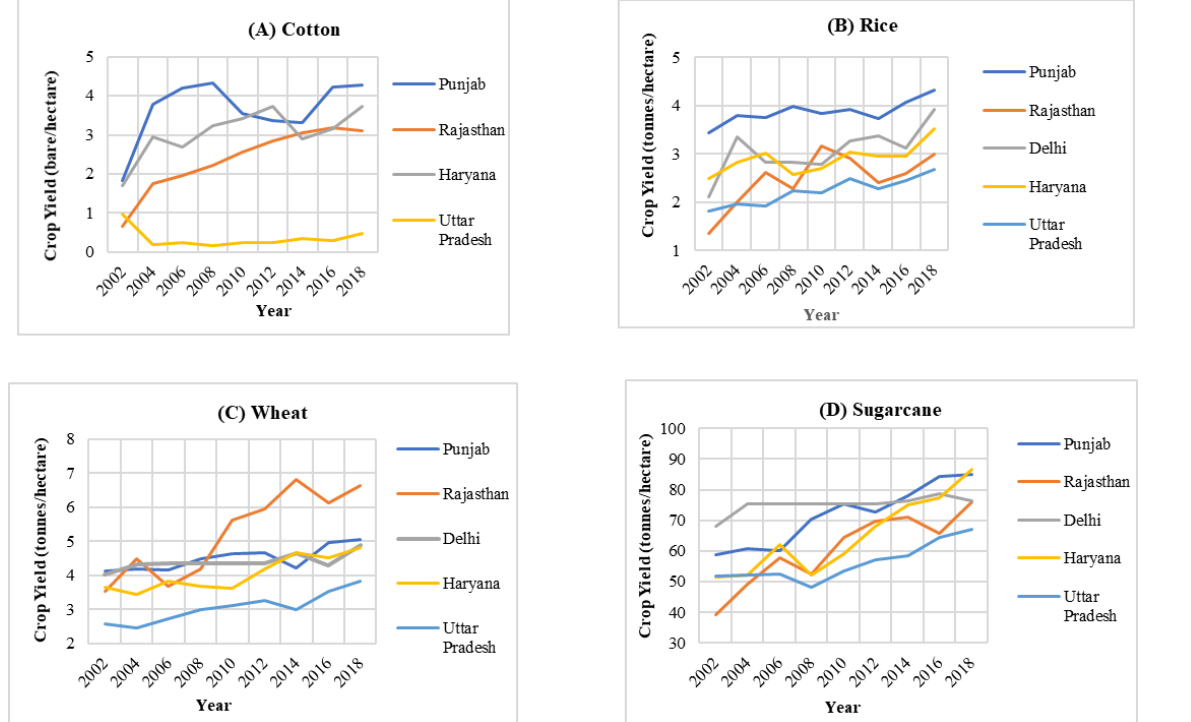 (A) Cotton
Crop Yield (bare/hectare)
5
4
3
2
1
0
2002
2004
2006
2008
2010
2012
2014
2016
2018
Year
Punjab
Rajasthan
Haryana
Uttar
Pradesh
(B) Rice
Crop Yield (tonnes/hectare)
5
4
3
2
1
2002
2004
2006
2008
2010
2012
2014
2016
2018
Year
Punjab
Rajasthan
Delhi
Haryana
Uttar
Pradesh
(C) Wheat
Crop Yield (tonnes/hectare)
8
7
6
5
4
3
2
2002
2004
2006
2008
2010
2012
2014
2016
2018
Year
Punjab
Rajasthan
Delhi
Haryana
Uttar
Pradesh
(D) Sugarcane
Crop Yield (tonnes/hectare)
100
90
80
70
60
50
40
30
2002
2004
2006
2008
2010
2012
2014
2016
2018
Year
Punjab
Rajasthan
Delhi
Haryana
Uttar
Pradesh